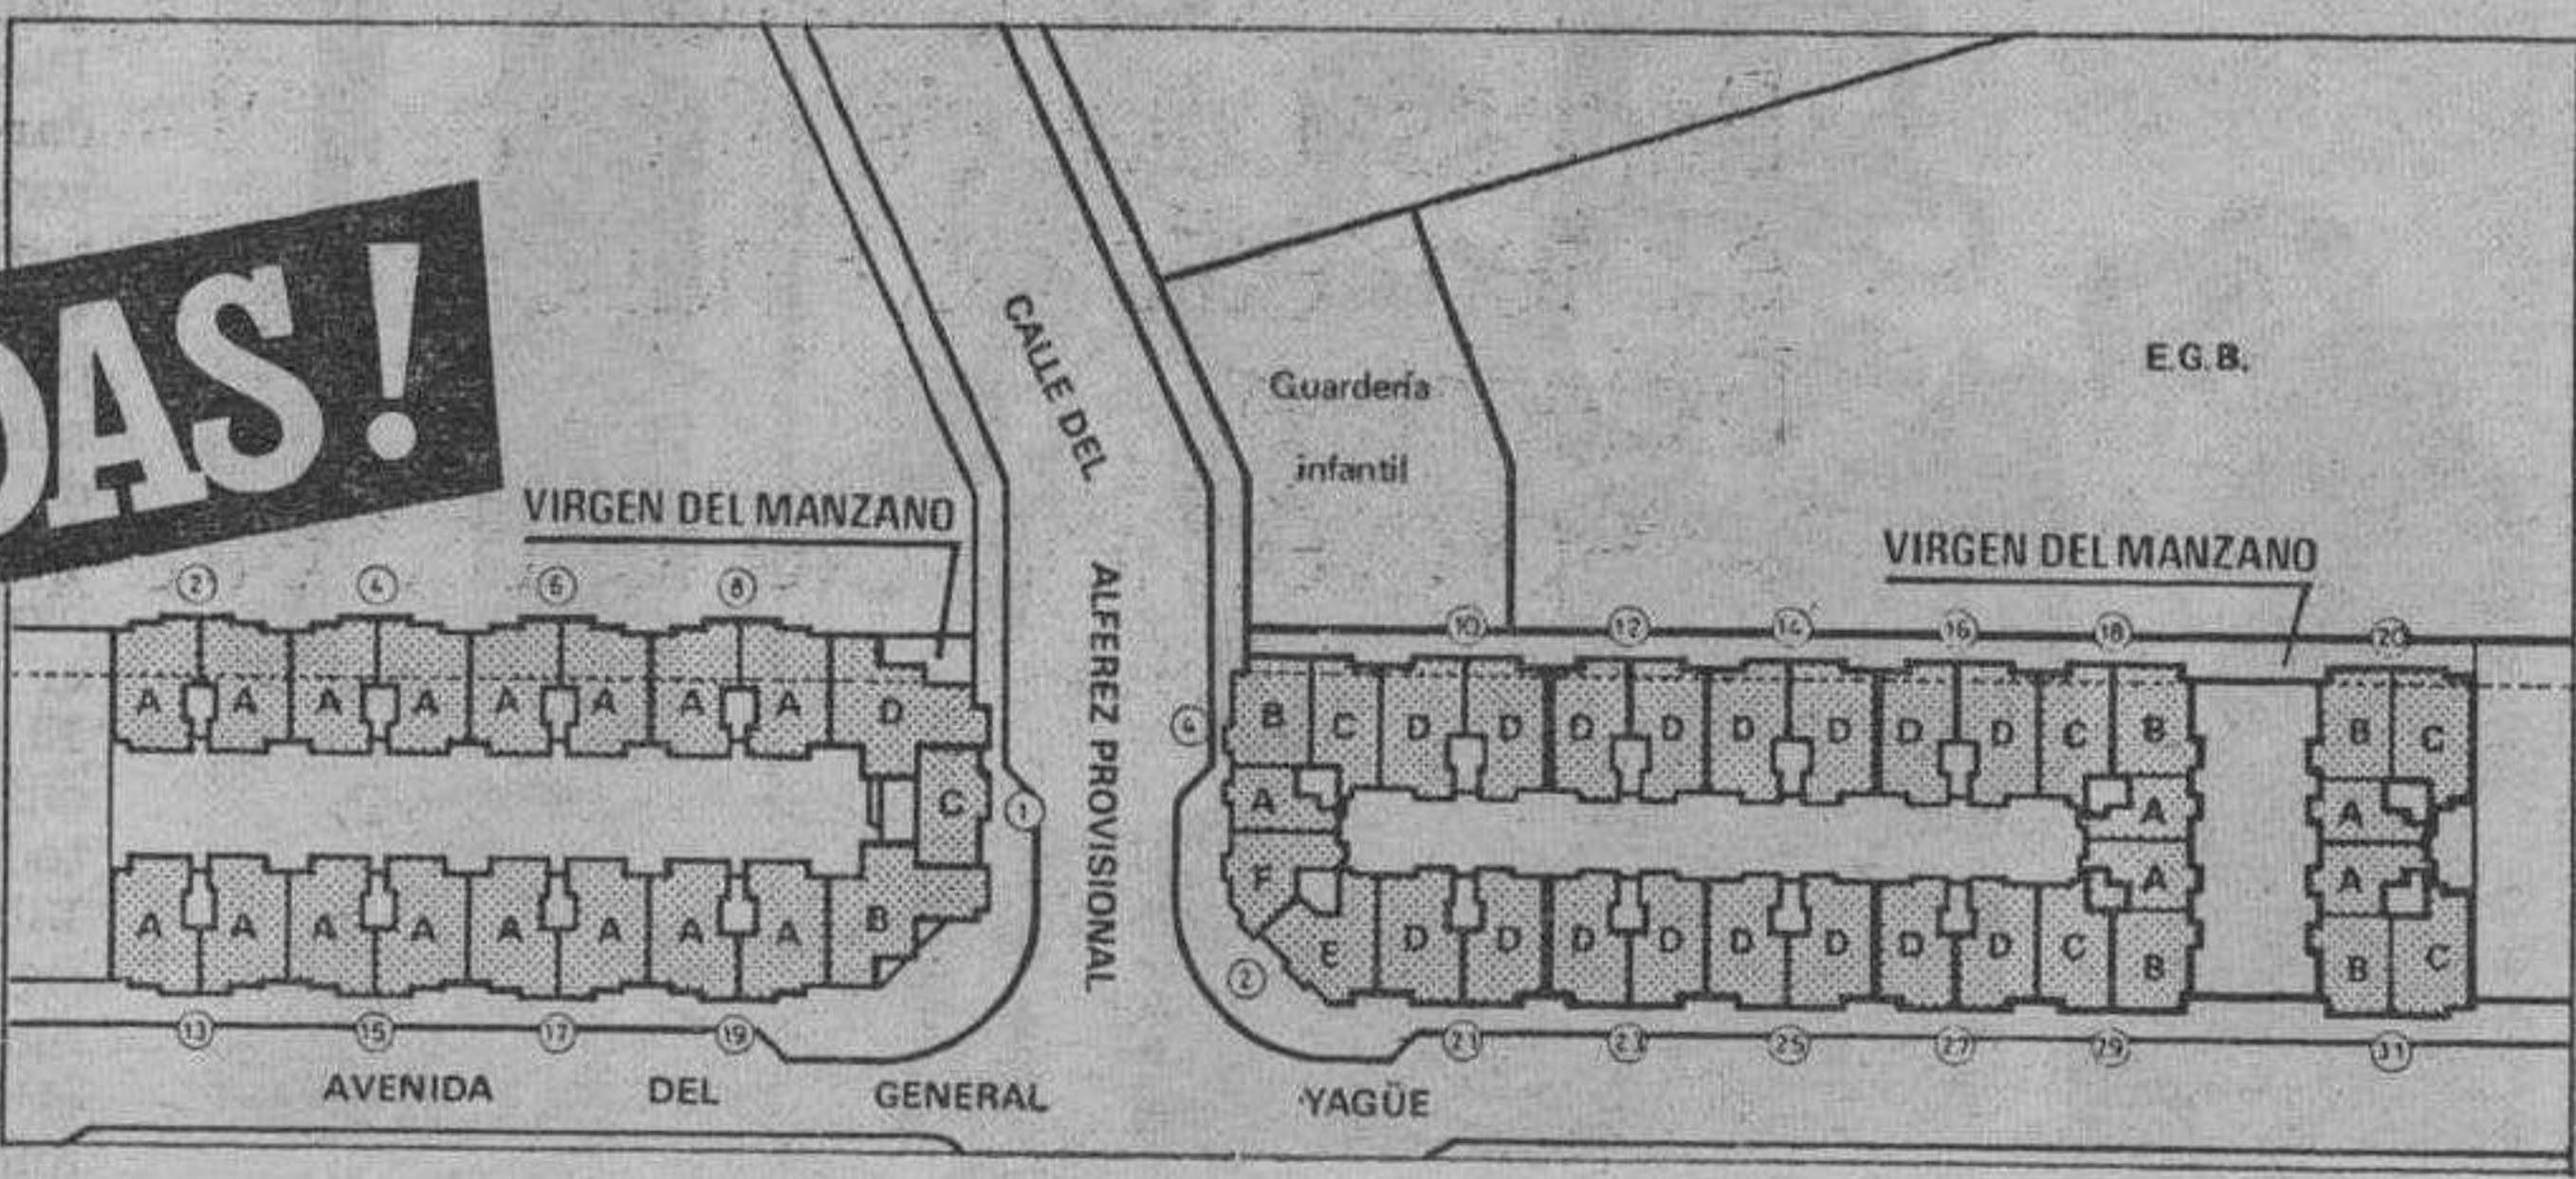 DAS!
CALLE DEL
ALFEREZ PROVISIONAL
Guardería
infantil
E.G.B.
VIRGEN DEL MANZANO
VIRGEN DEL MANZANO
2 4 6 8
10 12 14 16 18 20
A A A A A A A A D
B C D D D D D D D D C B B C
4
C
1
A A A
F A A
A A A A A A A A B
E D D D D D D D D C B B C
2
13 15 17 19
21 23 25 27 29 31
AVENIDA DEL GENERAL YAGÜE